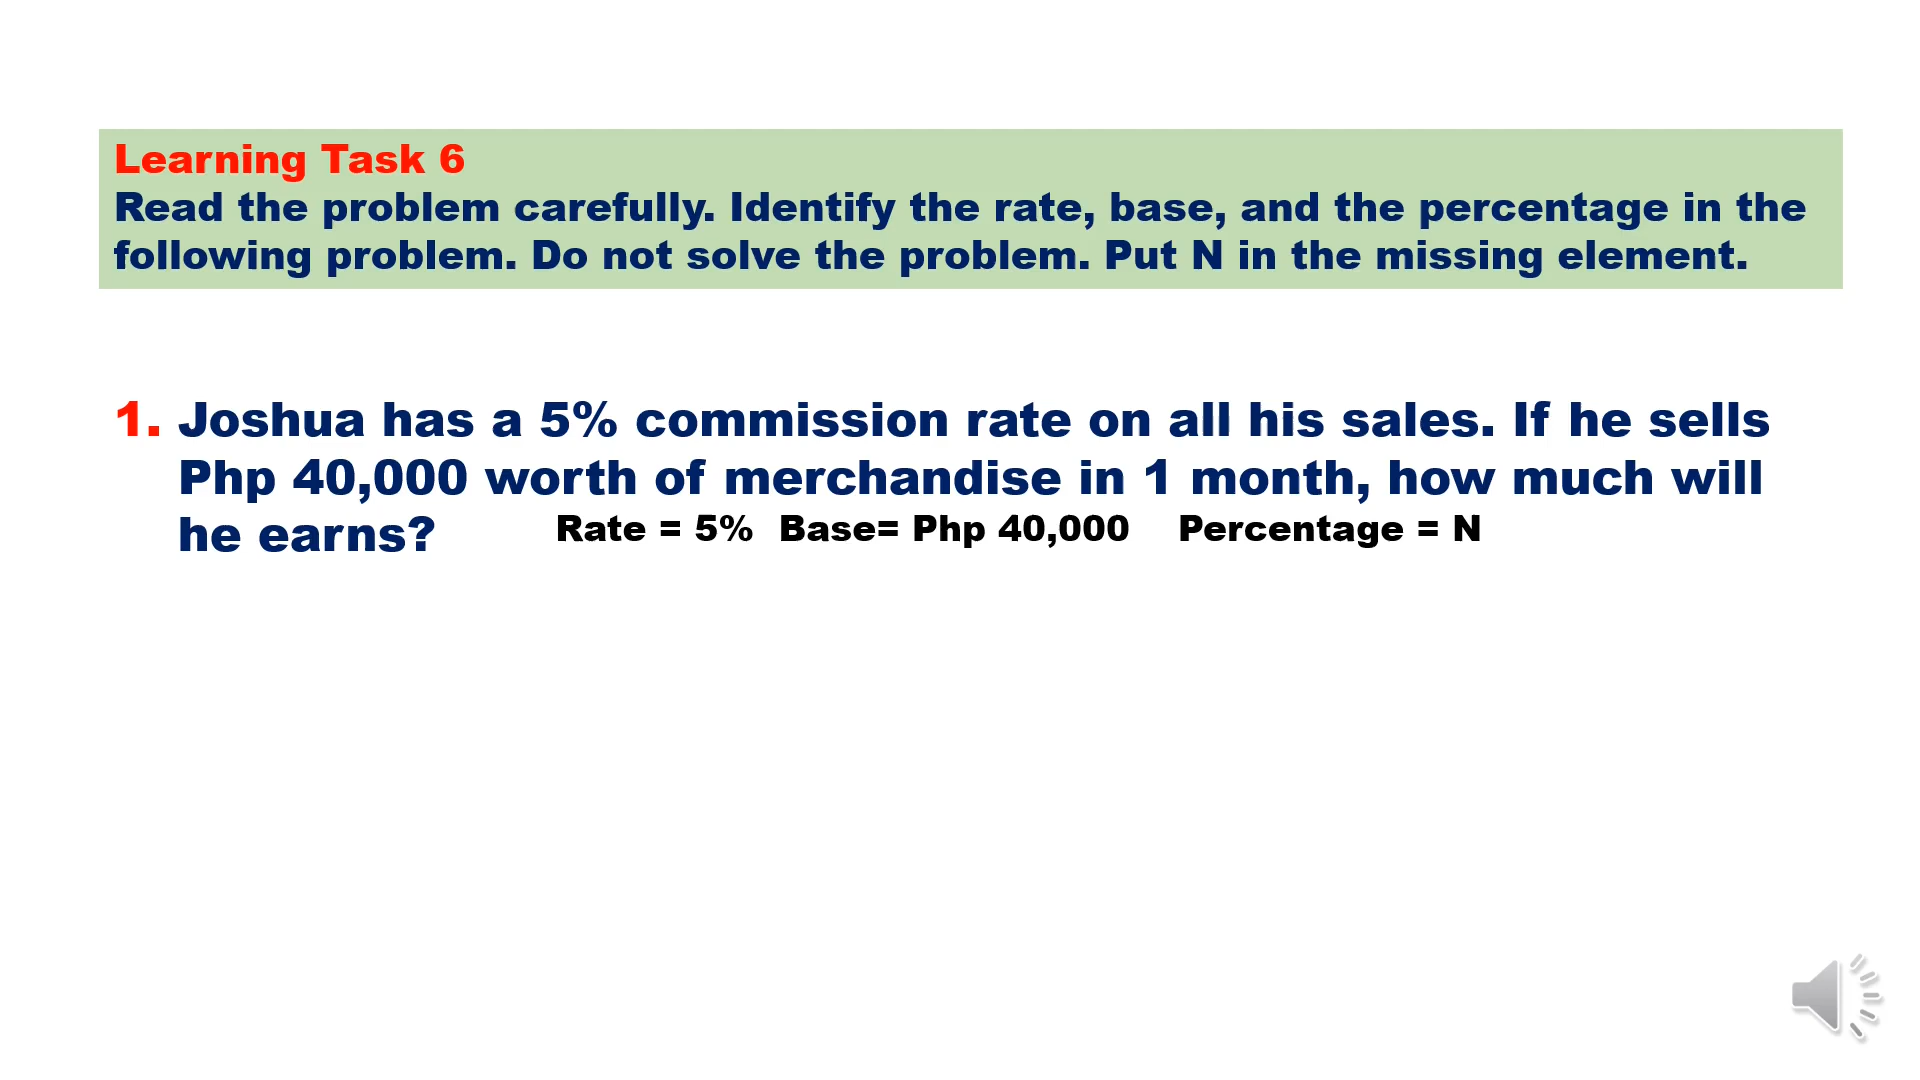 Learning Task 6
Read the problem carefully. Identify the rate, base, and the percentage in the
following problem. Do not solve the problem. Put N in the missing element.
1. Joshua has a 5% commission rate on all his sales. If he sells
Php 40,000 worth of merchandise in 1 month, how much will
he earns? Rate = 5% Base= Php 40,000 Percentage = N